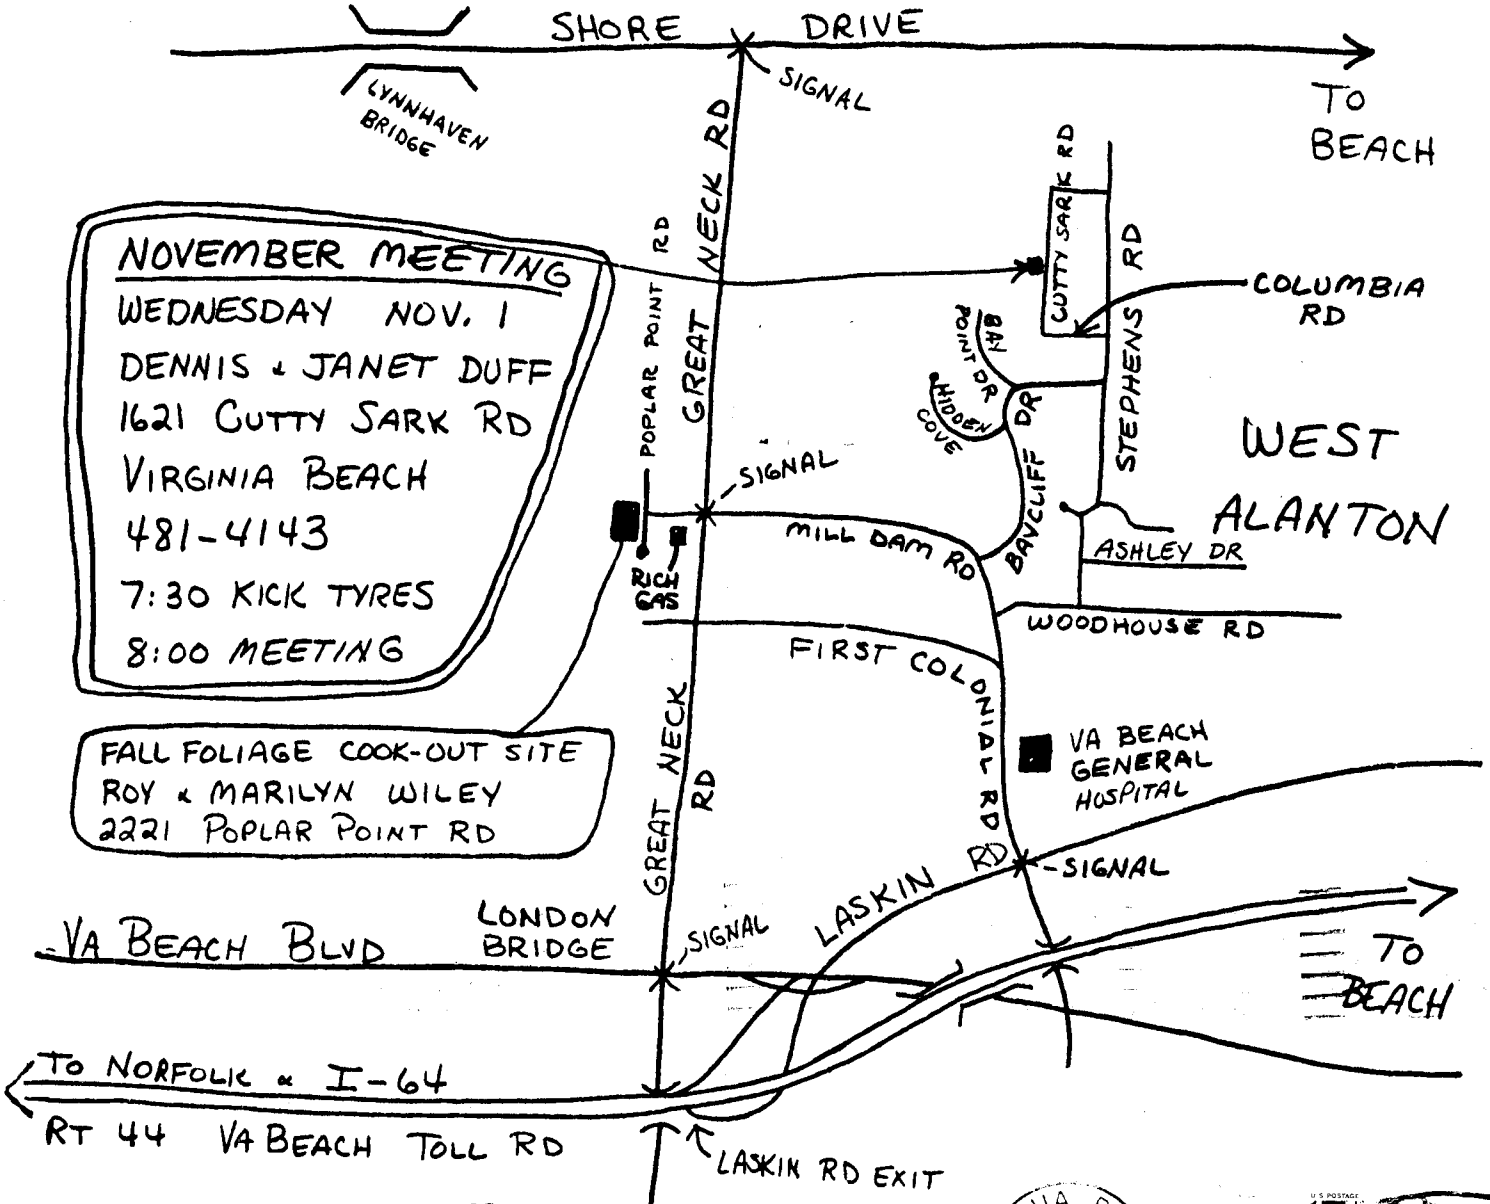 SHORE DRIVE
SIGNAL
TO
BEACH
LYNNHAVEN
BRIDGE
GREAT NECK RD
POPLAR POINT RD
CUTTY SARK RD
STEPHENS RD
COLUMBIA
RD
NOVEMBER MEETING
WEDNESDAY NOV. 1
DENNIS & JANET DUFF
1621 CUTTY SARK RD
VIRGINIA BEACH
481-4143
7:30 KICK TYRES
8:00 MEETING
BAY
POINT DR
HIDDEN
COVE
BAYCLIFF DR
WEST
ALANTON
SIGNAL
MILL DAM RD
ASHLEY DR
RICH
GAS
WOODHOUSE RD
FIRST COLONIAL RD
FALL FOLIAGE COOK-OUT SITE
ROY & MARILYN WILEY
2221 POPLAR POINT RD
GREAT NECK RD
VA BEACH
GENERAL
HOSPITAL
LASKIN RD
SIGNAL
VA BEACH BLVD
LONDON
BRIDGE
SIGNAL
TO
BEACH
TO NORFOLK & I-64
RT 44 VA BEACH TOLL RD
LASKIN RD EXIT
U S POSTAGE